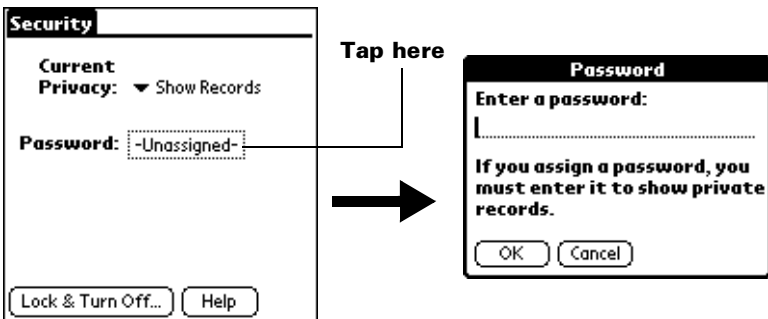 Security
Current
Privacy: Show Records
Password: -Unassigned-
Lock & Turn Off... Help
Tap here
Password
Enter a password:
If you assign a password, you
must enter it to show private
records.
OK Cancel